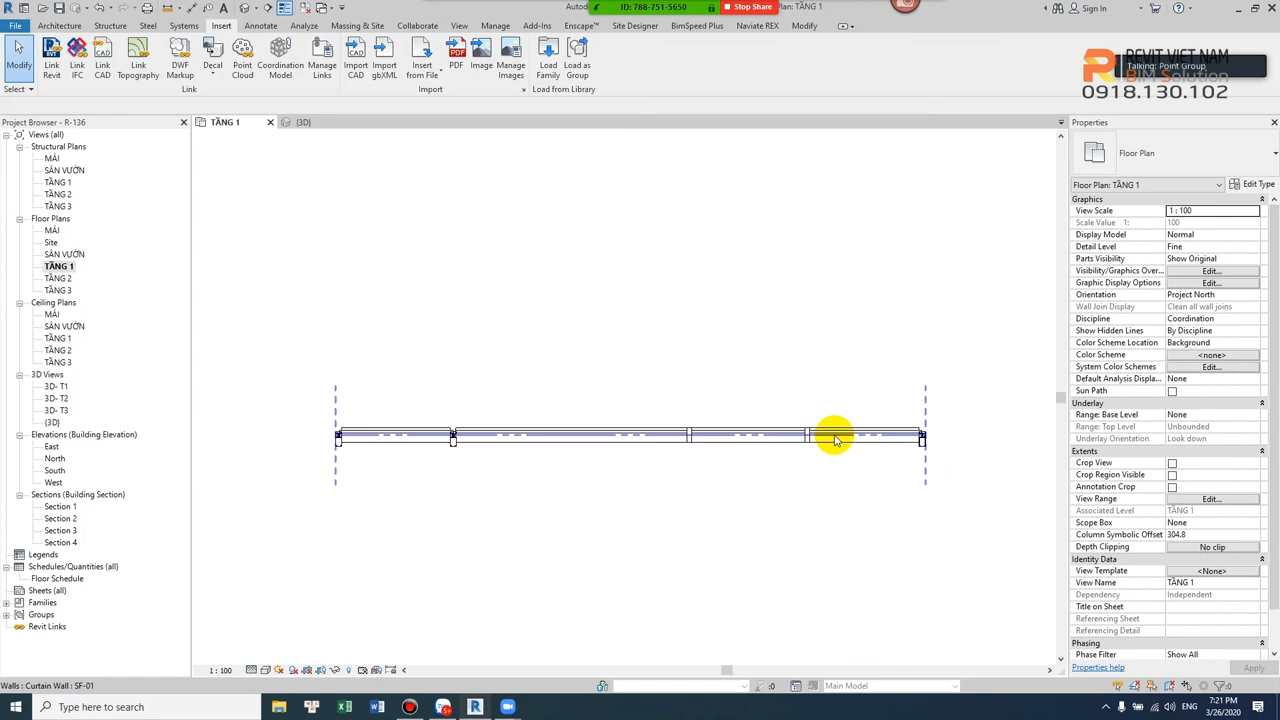 Autod
ID: 788-751-5650
Stop Share
Plan: TẦNG 1
Sign In
File
Architecture
Structure
Steel
Systems
Insert
Annotate
Analyze
Massing & Site
Collaborate
View
Manage
Add-Ins
Enscape™
Site Designer
BimSpeed Plus
Naviate REX
Modify
REVIT VIET NAM
BIM Solution
Talking: Point Group
0918.130.102
Modify
Link Revit
Link IFC
Link CAD
Link Topography
DWF Markup
Decal
Point Cloud
Coordination Model
Manage Links
Import CAD
Import gbXML
Insert from File
PDF
Image
Manage Images
Load Family
Load as Group
Select
Link
Import
Load from Library
Project Browser - R-136
TẦNG 1
{3D}
Properties
Views (all)
Structural Plans
MÁI
SÂN VƯỜN
TẦNG 1
TẦNG 2
TẦNG 3
Floor Plans
MÁI
Site
SÂN VƯỜN
TẦNG 1
TẦNG 2
TẦNG 3
Ceiling Plans
MÁI
SÂN VƯỜN
TẦNG 1
TẦNG 2
TẦNG 3
3D Views
3D- T1
3D- T2
3D- T3
{3D}
Elevations (Building Elevation)
East
North
South
West
Sections (Building Section)
Section 1
Section 2
Section 3
Section 4
Legends
Schedules/Quantities (all)
Floor Schedule
Sheets (all)
Families
Groups
Revit Links
Floor Plan
Floor Plan: TẦNG 1
Edit Type
Graphics
View Scale 1 : 100
Scale Value 1: 100
Display Model Normal
Detail Level Fine
Parts Visibility Show Original
Visibility/Graphics Over... Edit...
Graphic Display Options Edit...
Orientation Project North
Wall Join Display Clean all wall joins
Discipline Coordination
Show Hidden Lines By Discipline
Color Scheme Location Background
Color Scheme <none>
System Color Schemes Edit...
Default Analysis Displa... None
Sun Path
Underlay
Range: Base Level None
Range: Top Level Unbounded
Underlay Orientation Look down
Extents
Crop View
Crop Region Visible
Annotation Crop
View Range Edit...
Associated Level TẦNG 1
Scope Box None
Column Symbolic Offset 304.8
Depth Clipping No clip
Identity Data
View Template <None>
View Name TẦNG 1
Dependency Independent
Title on Sheet
Referencing Sheet
Referencing Detail
Phasing
Phase Filter Show All
Properties help
Apply
1 : 100
Walls : Curtain Wall : SF-01
:0
Main Model
:0
Type here to search
7:21 PM
3/26/2020